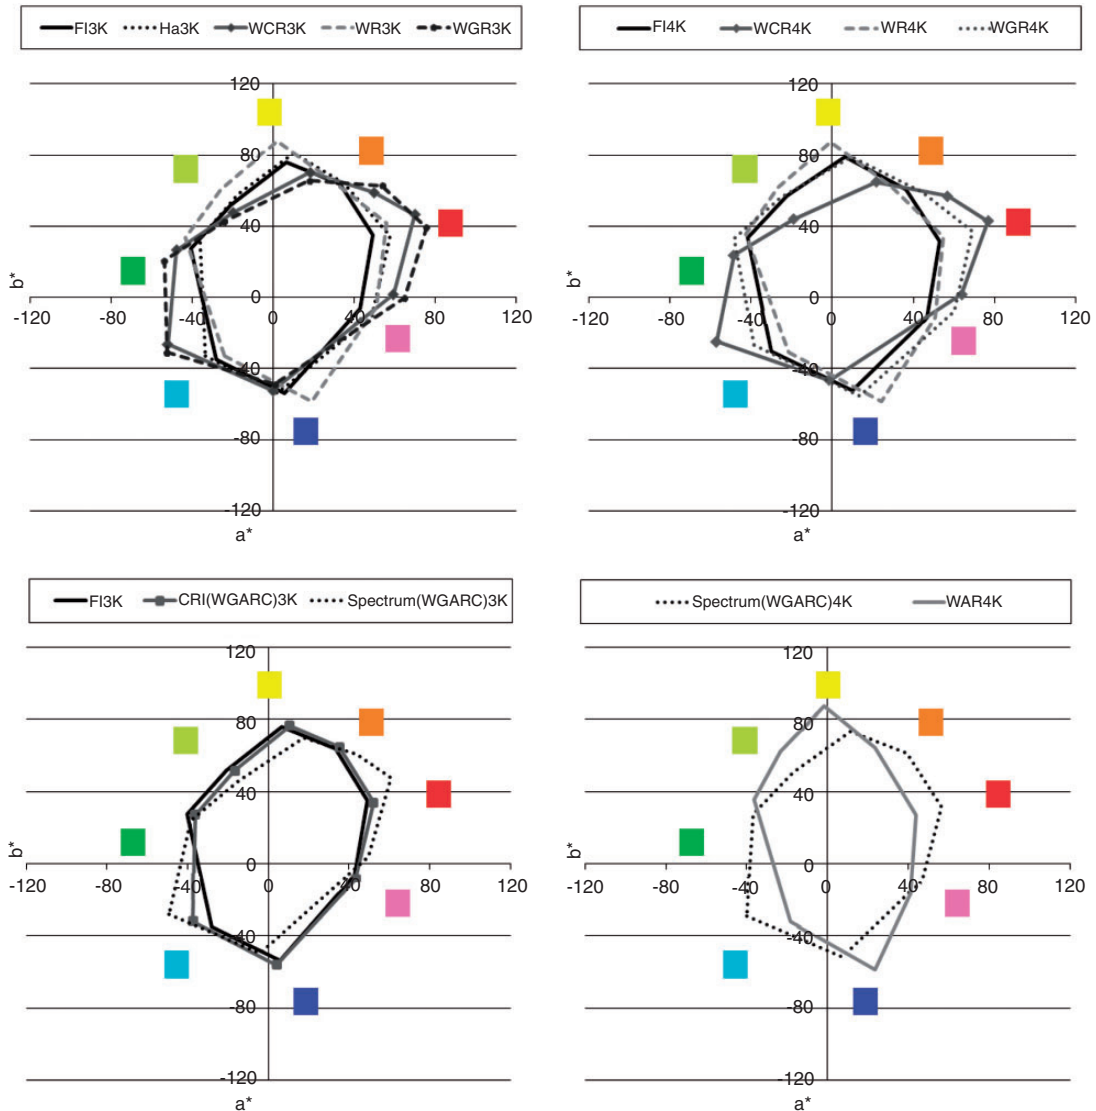 FI3K Ha3K WCR3K WR3K WGR3K
FI4K WCR4K WR4K WGR4K
120
80
40
0
-120 -80 -40 0 40 80 120
-40
-80
-120
b*
a*
120
80
40
0
-120 -80 -40 0 40 80 120
-40
-80
-120
b*
a*
FI3K CRI(WGARC)3K Spectrum(WGARC)3K
Spectrum(WGARC)4K WAR4K
120
80
40
0
-120 -80 -40 0 40 80 120
-40
-80
-120
b*
a*
120
80
40
0
-120 -80 -40 0 40 80 120
-40
-80
-120
b*
a*